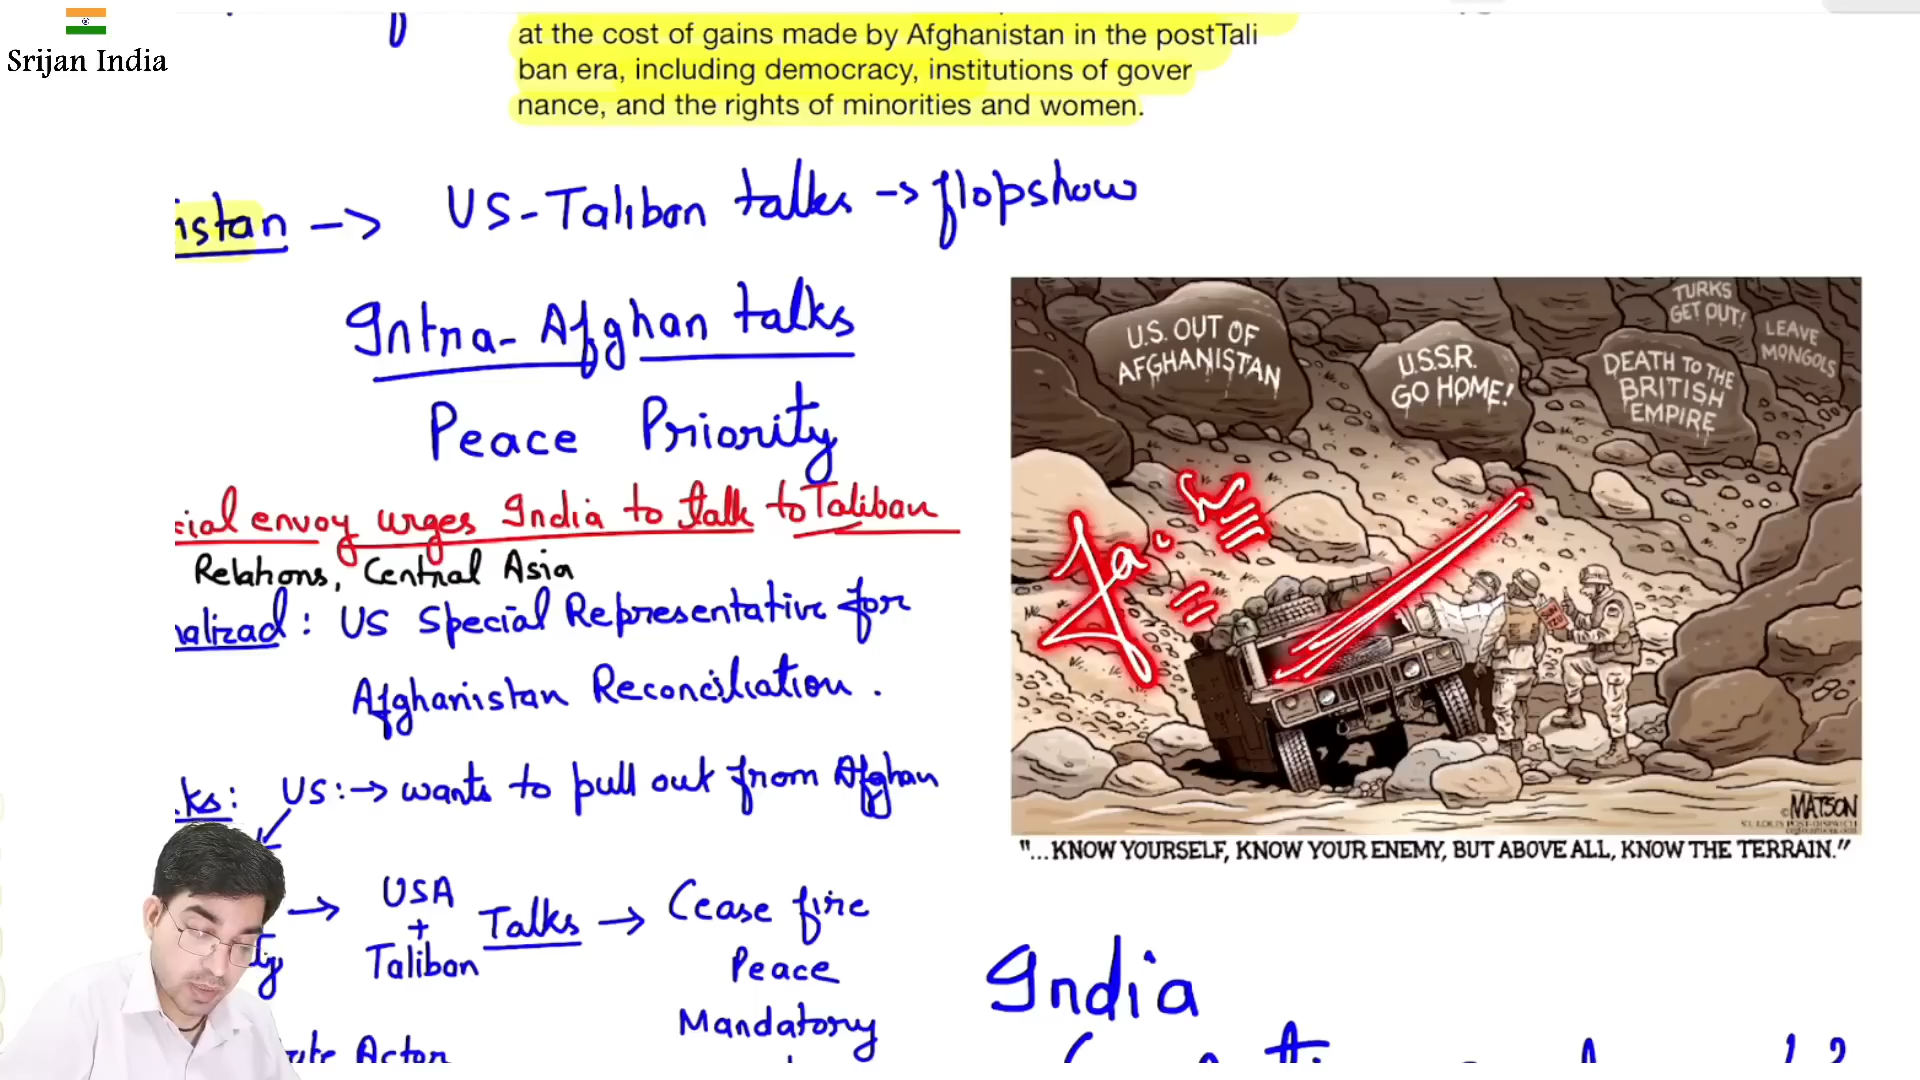 Srijan India
at the cost of gains made by Afghanistan in the postTali
ban era, including democracy, institutions of gover
nance, and the rights of minorities and women.
istan -> US-Taliban talks -> flopshow
Intra-Afghan talks
Peace Priority
cial envoy urges India to talk to Taliban
Relations, Central Asia
alizad : US Special Representative for
Afghanistan Reconciliation .
ks: US :-> wants to pull out from Afghan
-> USA + Taliban Talks -> Cease fire
Peace
Mandatory
Actor
U.S. OUT OF
AFGHANISTAN
U.S.S.R.
GO HOME!
DEATH TO THE
BRITISH
EMPIRE
TURKS
GET OUT!
LEAVE
MONGOLS
©MATSON
ST. LOUIS POST-DISPATCH
"...KNOW YOURSELF, KNOW YOUR ENEMY, BUT ABOVE ALL, KNOW THE TERRAIN."
India